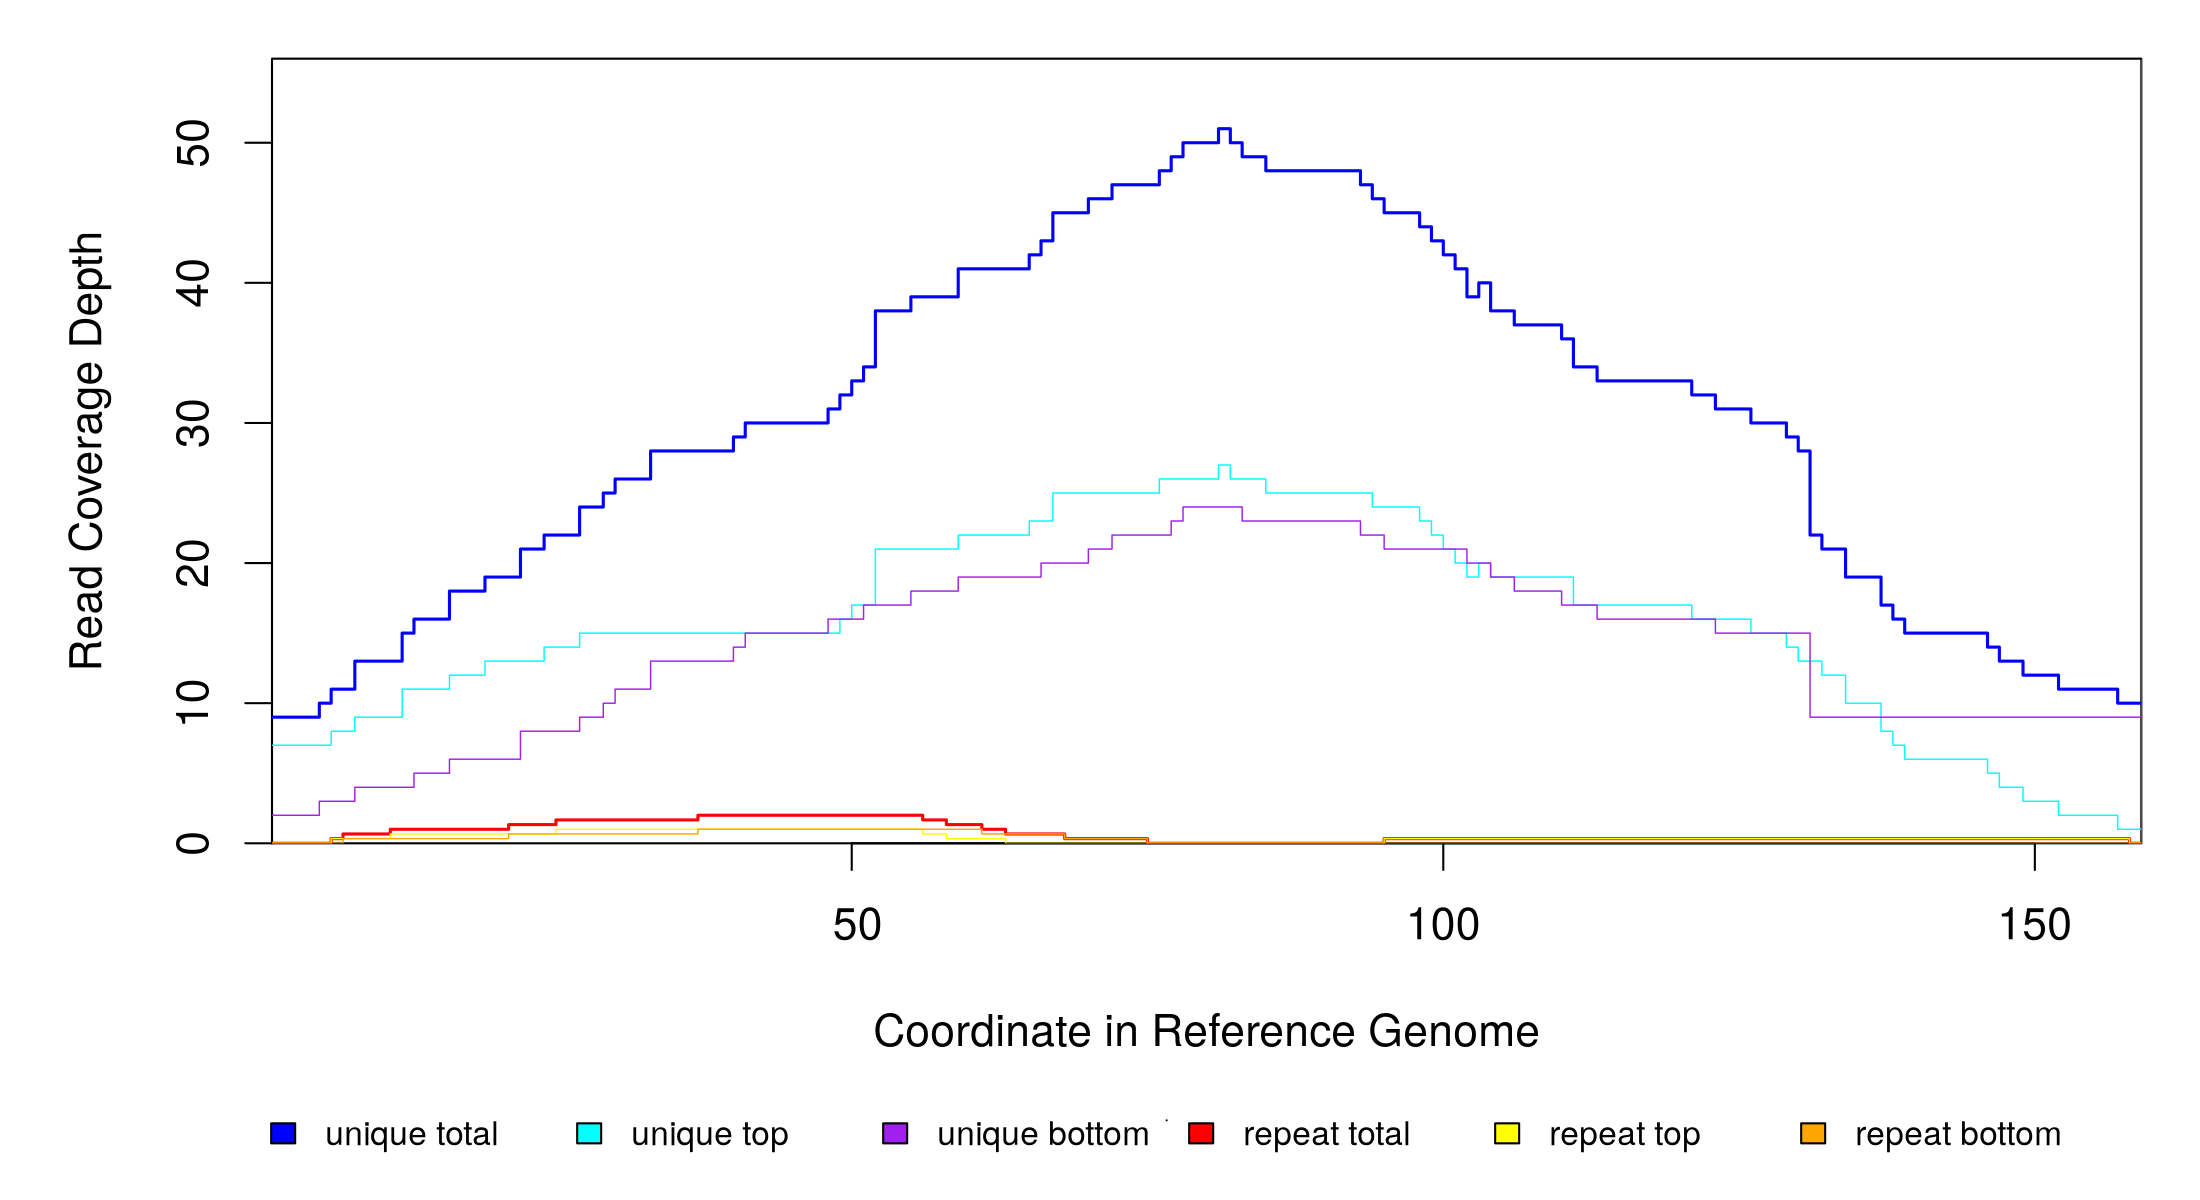 Read Coverage Depth
50
40
30
20
10
0
50 100 150
Coordinate in Reference Genome
unique total unique top unique bottom repeat total repeat top repeat bottom